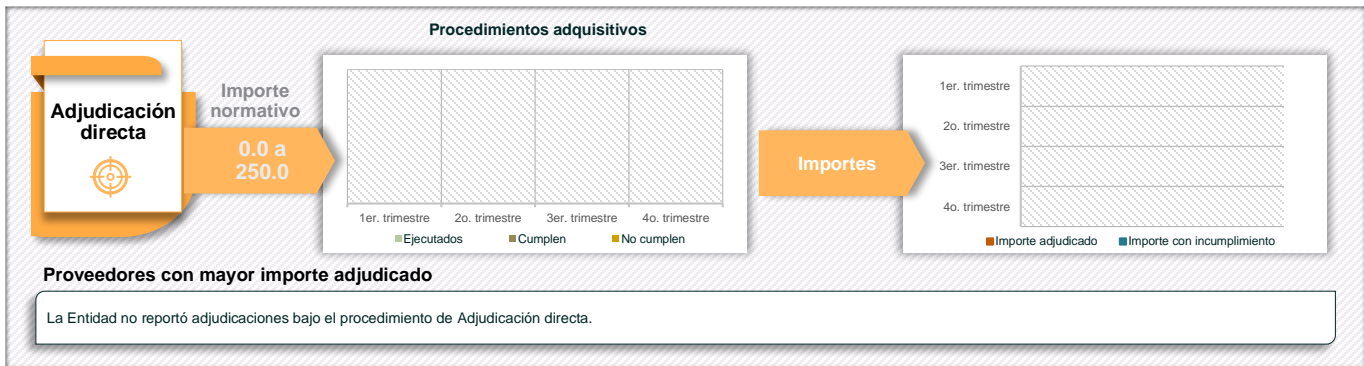 Procedimientos adquisitivos
Adjudicación
directa
Importe
normativo
0.0 a
250.0
1er. trimestre
2o. trimestre
3er. trimestre
4o. trimestre
Ejecutados
Cumplen
No cumplen
Importes
1er. trimestre
2o. trimestre
3er. trimestre
4o. trimestre
Importe adjudicado
Importe con incumplimiento
Proveedores con mayor importe adjudicado
La Entidad no reportó adjudicaciones bajo el procedimiento de Adjudicación directa.